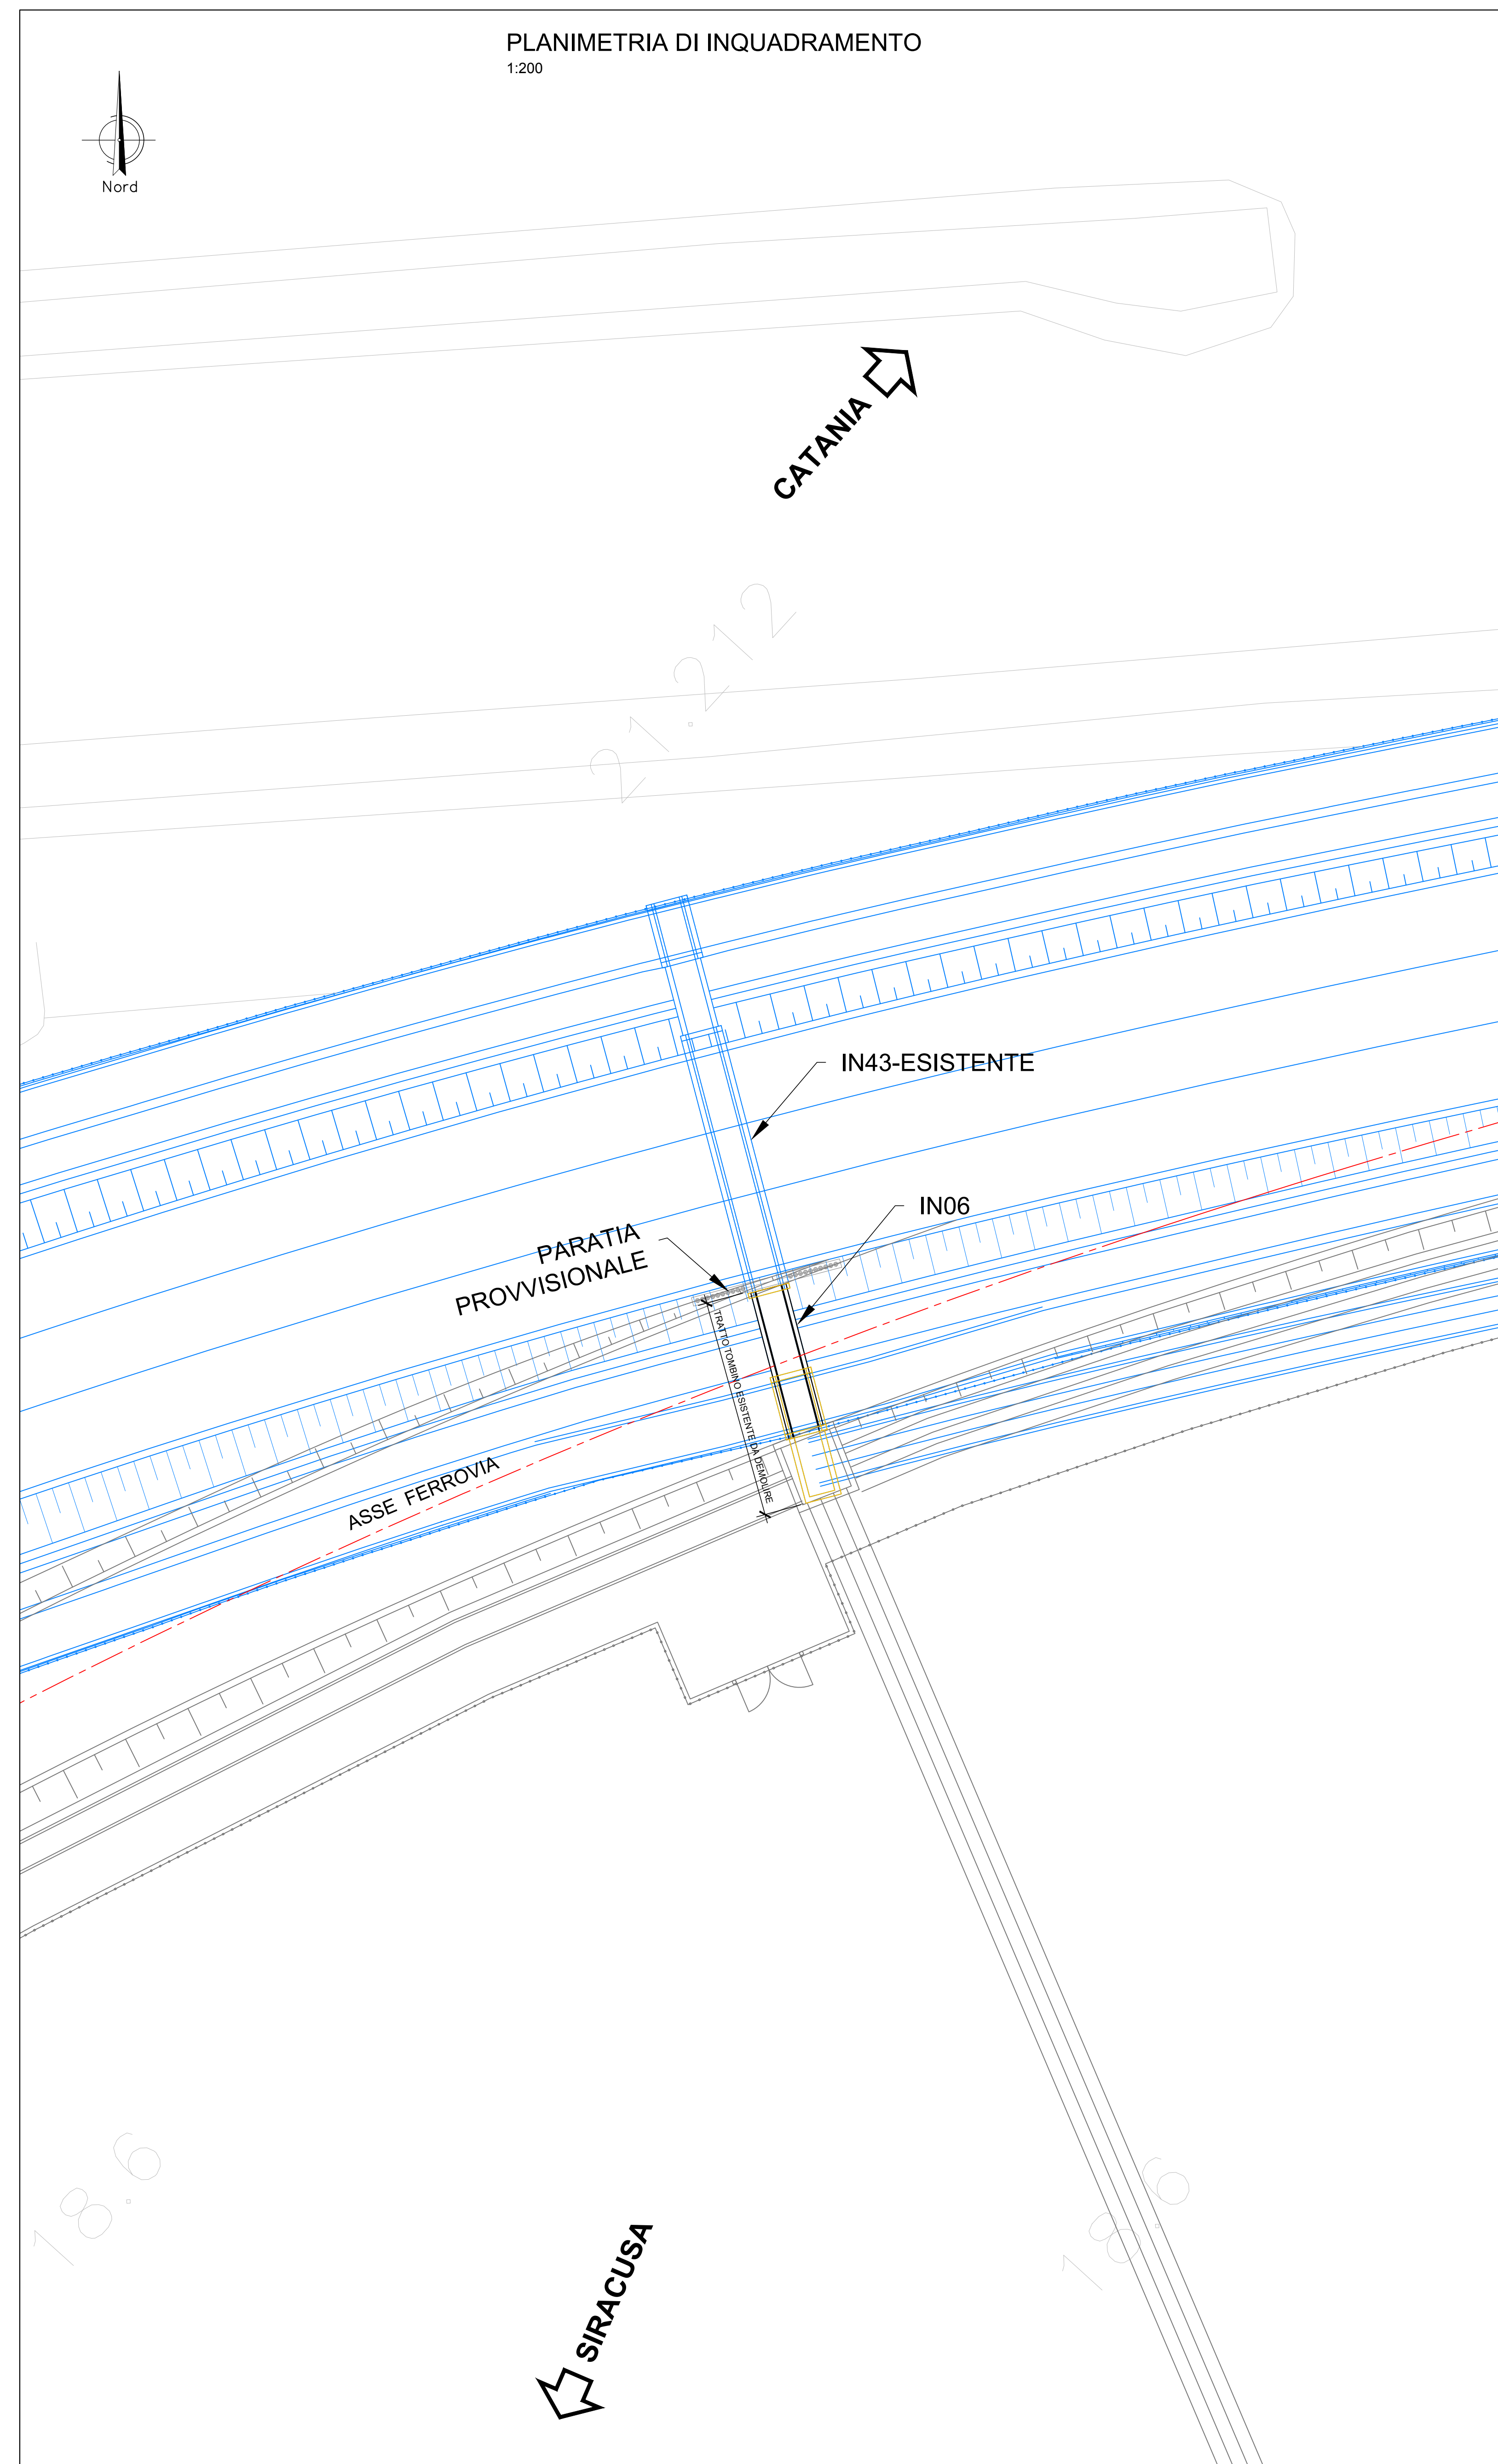 PLANIMETRIA DI INQUADRAMENTO
1:200
Nord
CATANIA
21.212
IN43-ESISTENTE
IN06
PARATIA
PROVVISIONALE
TRATTO TOMBINO ESISTENTE DA DEMOLIRE
ASSE FERROVIA
18.6
18.6
SIRACUSA